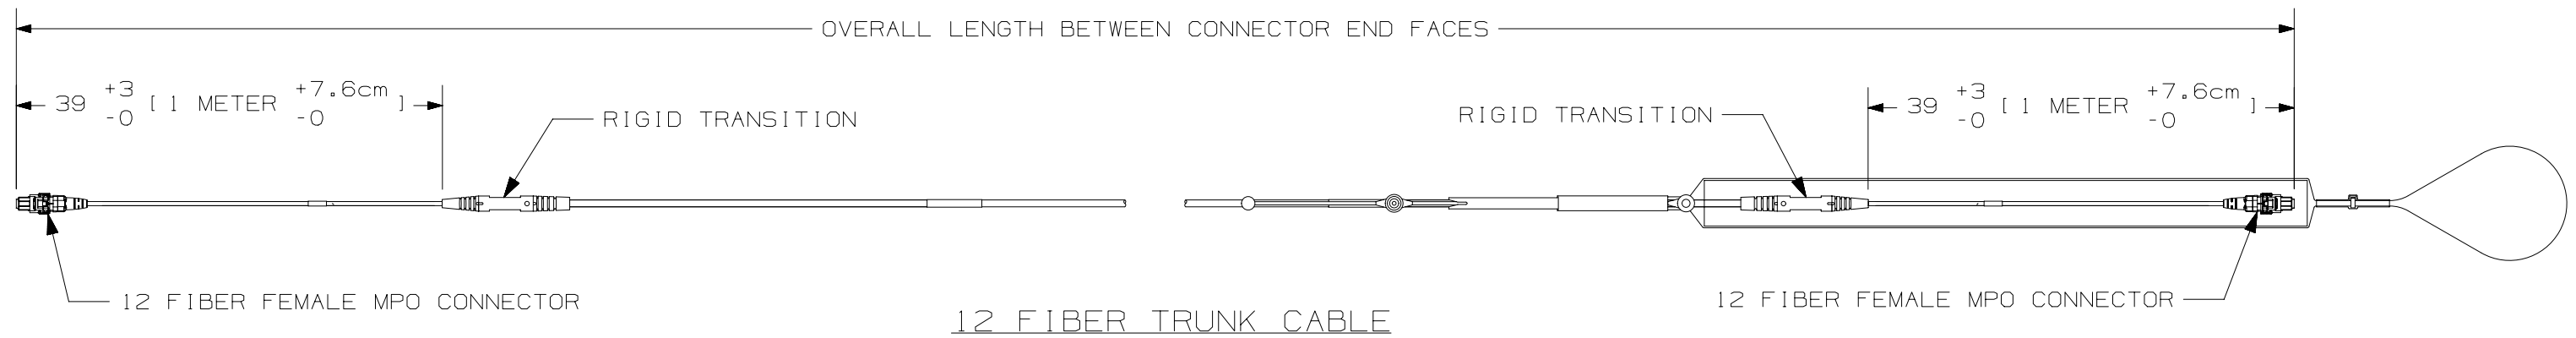 OVERALL LENGTH BETWEEN CONNECTOR END FACES
39 +3 -0 [ 1 METER +7.6cm -0 ]
39 +3 -0 [ 1 METER +7.6cm -0 ]
RIGID TRANSITION
RIGID TRANSITION
12 FIBER FEMALE MPO CONNECTOR
12 FIBER FEMALE MPO CONNECTOR
12 FIBER TRUNK CABLE